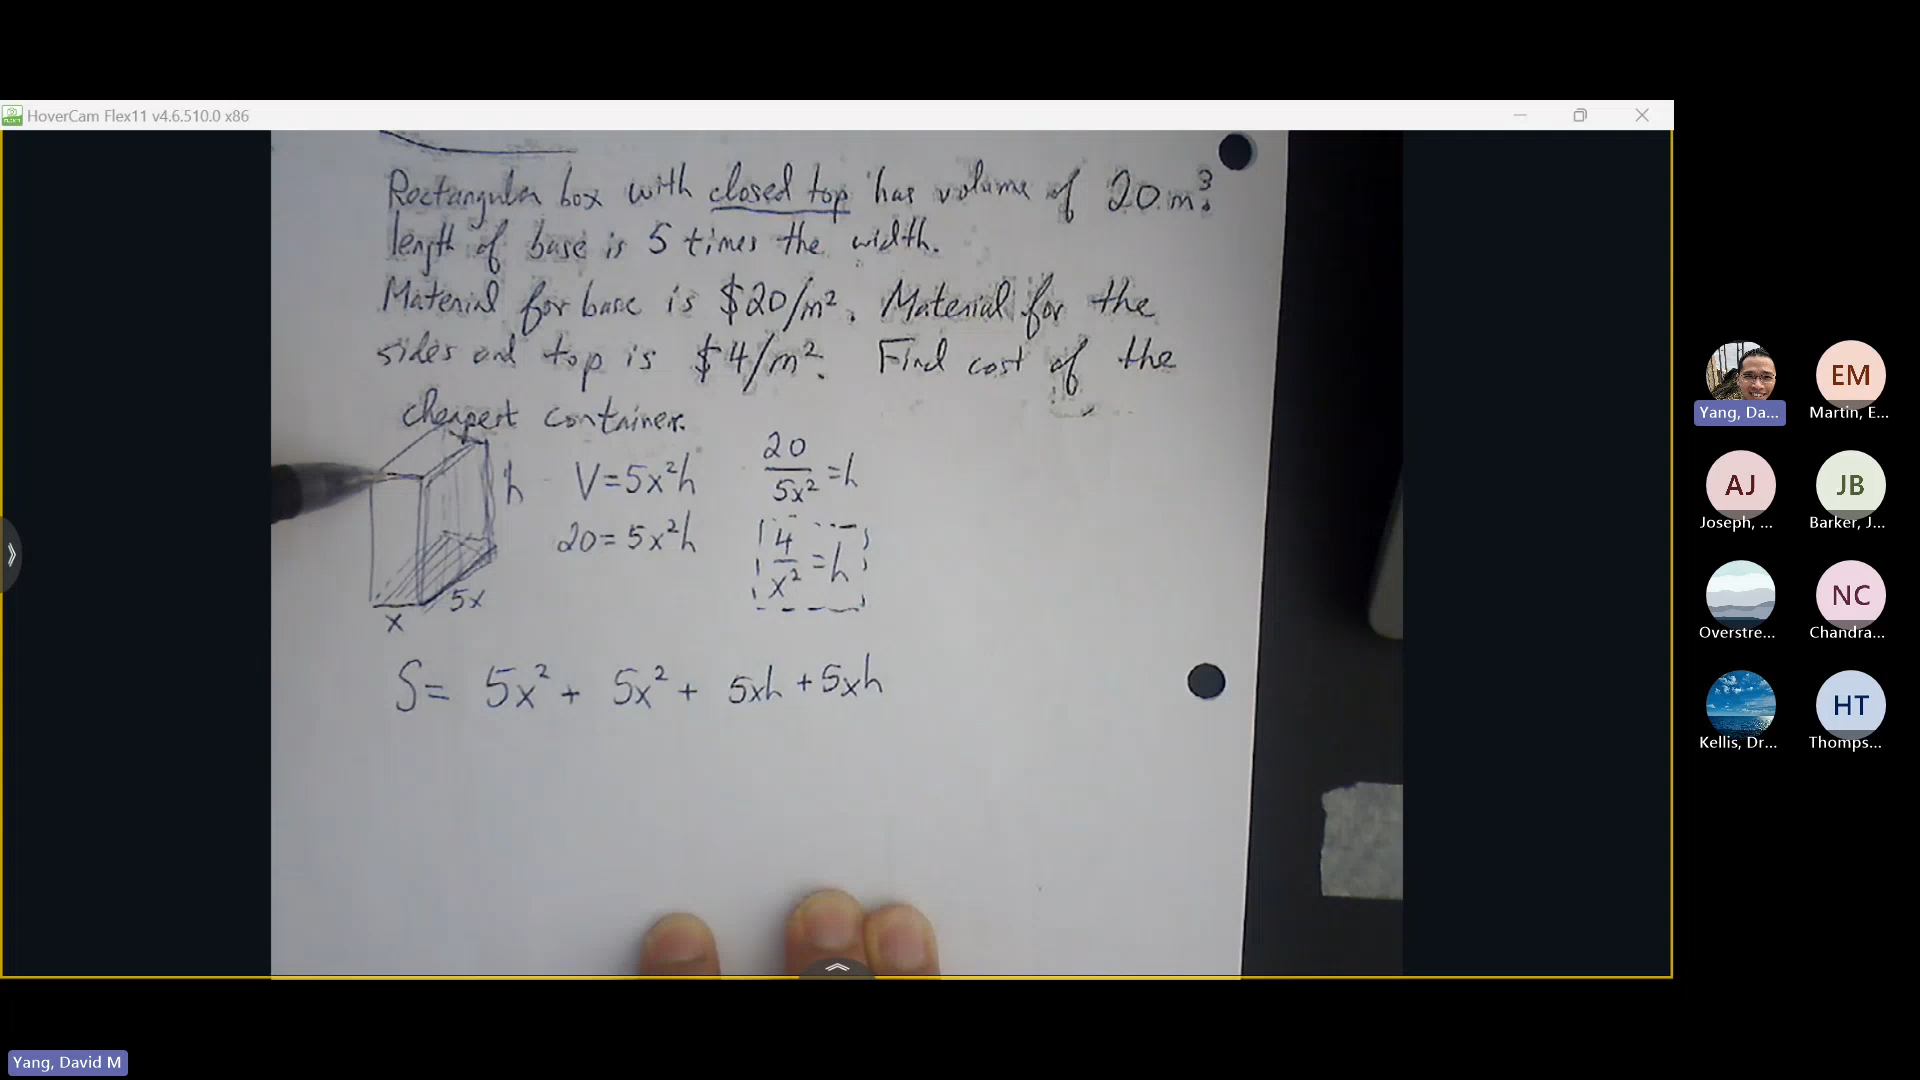 HoverCam Flex11 v4.6.510.0 x86
Rectangular box with closed top has volume of 20 m³.
length of base is 5 times the width.
Material for base is $20/m². Material for the
sides and top is $4/m². Find cost of the
cheapest container.
h
5x
x
V=5x²h
20=5x²h
20/5x² =h
4/x² =h
S= 5x² + 5x² + 5xh +5xh
Yang, Da...
EM
Martin, E...
AJ
Joseph, ...
JB
Barker, J...
Overstre...
NC
Chandra...
Kellis, Dr...
HT
Thomps...
Yang, David M